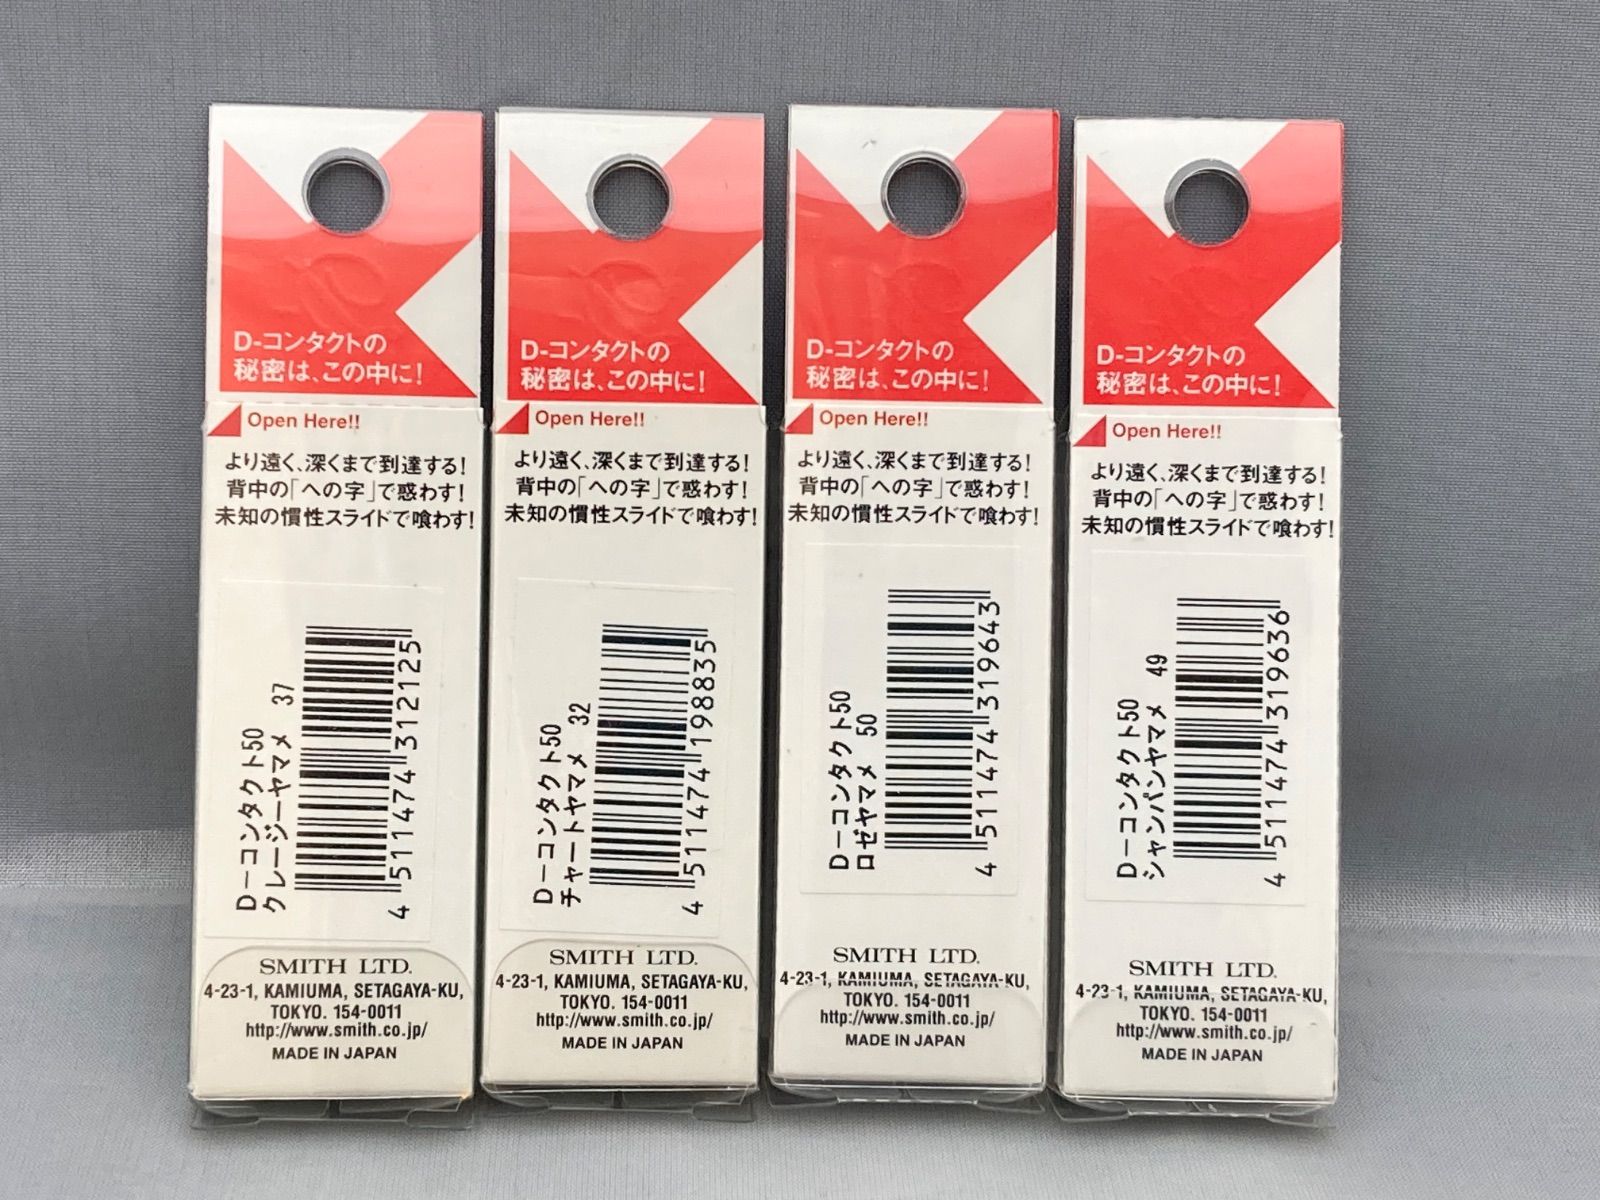 D-コンタクトの
秘密は、この中に!
Open Here!!
より遠く、深くまで到達する!
背中の「への字」で惑わす!
未知の慣性スライドで喰わす!
D−コンタクト50
クレージーヤマメ 37
4 511474 312125
SMITH LTD.
4-23-1, KAMIUMA, SETAGAYA-KU,
TOKYO. 154-0011
http://www.smith.co.jp/
MADE IN JAPAN
D-コンタクトの
秘密は、この中に!
Open Here!!
より遠く、深くまで到達する!
背中の「への字」で惑わす!
未知の慣性スライドで喰わす!
D−コンタクト50
チャートヤマメ 32
4 511474 198835
SMITH LTD.
4-23-1, KAMIUMA, SETAGAYA-KU,
TOKYO. 154-0011
http://www.smith.co.jp/
MADE IN JAPAN
D-コンタクトの
秘密は、この中に!
Open Here!!
より遠く、深くまで到達する!
背中の「への字」で惑わす!
未知の慣性スライドで喰わす!
D−コンタクト50
ロゼヤマメ 50
4 511474 319643
SMITH LTD.
4-23-1, KAMIUMA, SETAGAYA-KU,
TOKYO. 154-0011
http://www.smith.co.jp/
MADE IN JAPAN
D-コンタクトの
秘密は、この中に!
Open Here!!
より遠く、深くまで到達する!
背中の「への字」で惑わす!
未知の慣性スライドで喰わす!
D−コンタクト50
シャンパンヤマメ 49
4 511474 319636
SMITH LTD.
4-23-1, KAMIUMA, SETAGAYA-KU,
TOKYO. 154-0011
http://www.smith.co.jp/
MADE IN JAPAN